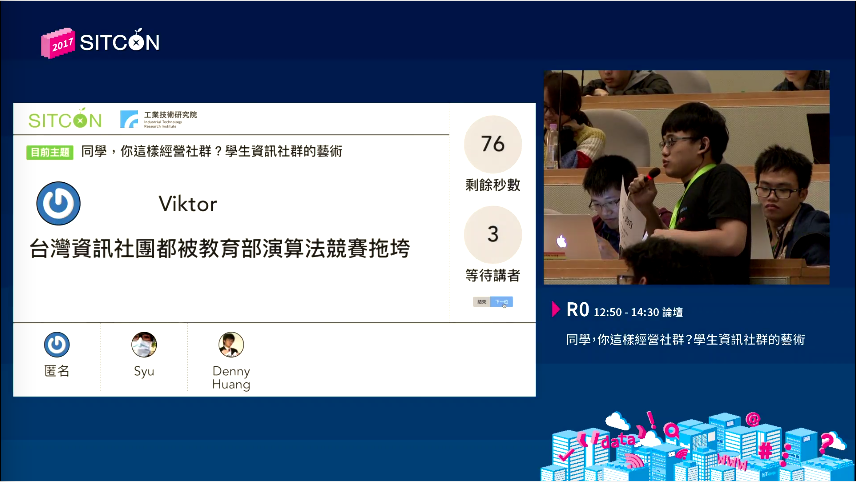 2017 SITCON
SITCON 工業技術研究院
Industrial Technology
Research Institute
目前主題 同學，你這樣經營社群？學生資訊社群的藝術
Viktor
台灣資訊社團都被教育部演算法競賽拖垮
76
剩餘秒數
3
等待講者
結束 下一位
匿名
Syu
Denny
Huang
R0 12:50 - 14:30 論壇
同學,你這樣經營社群?學生資訊社群的藝術
data
www